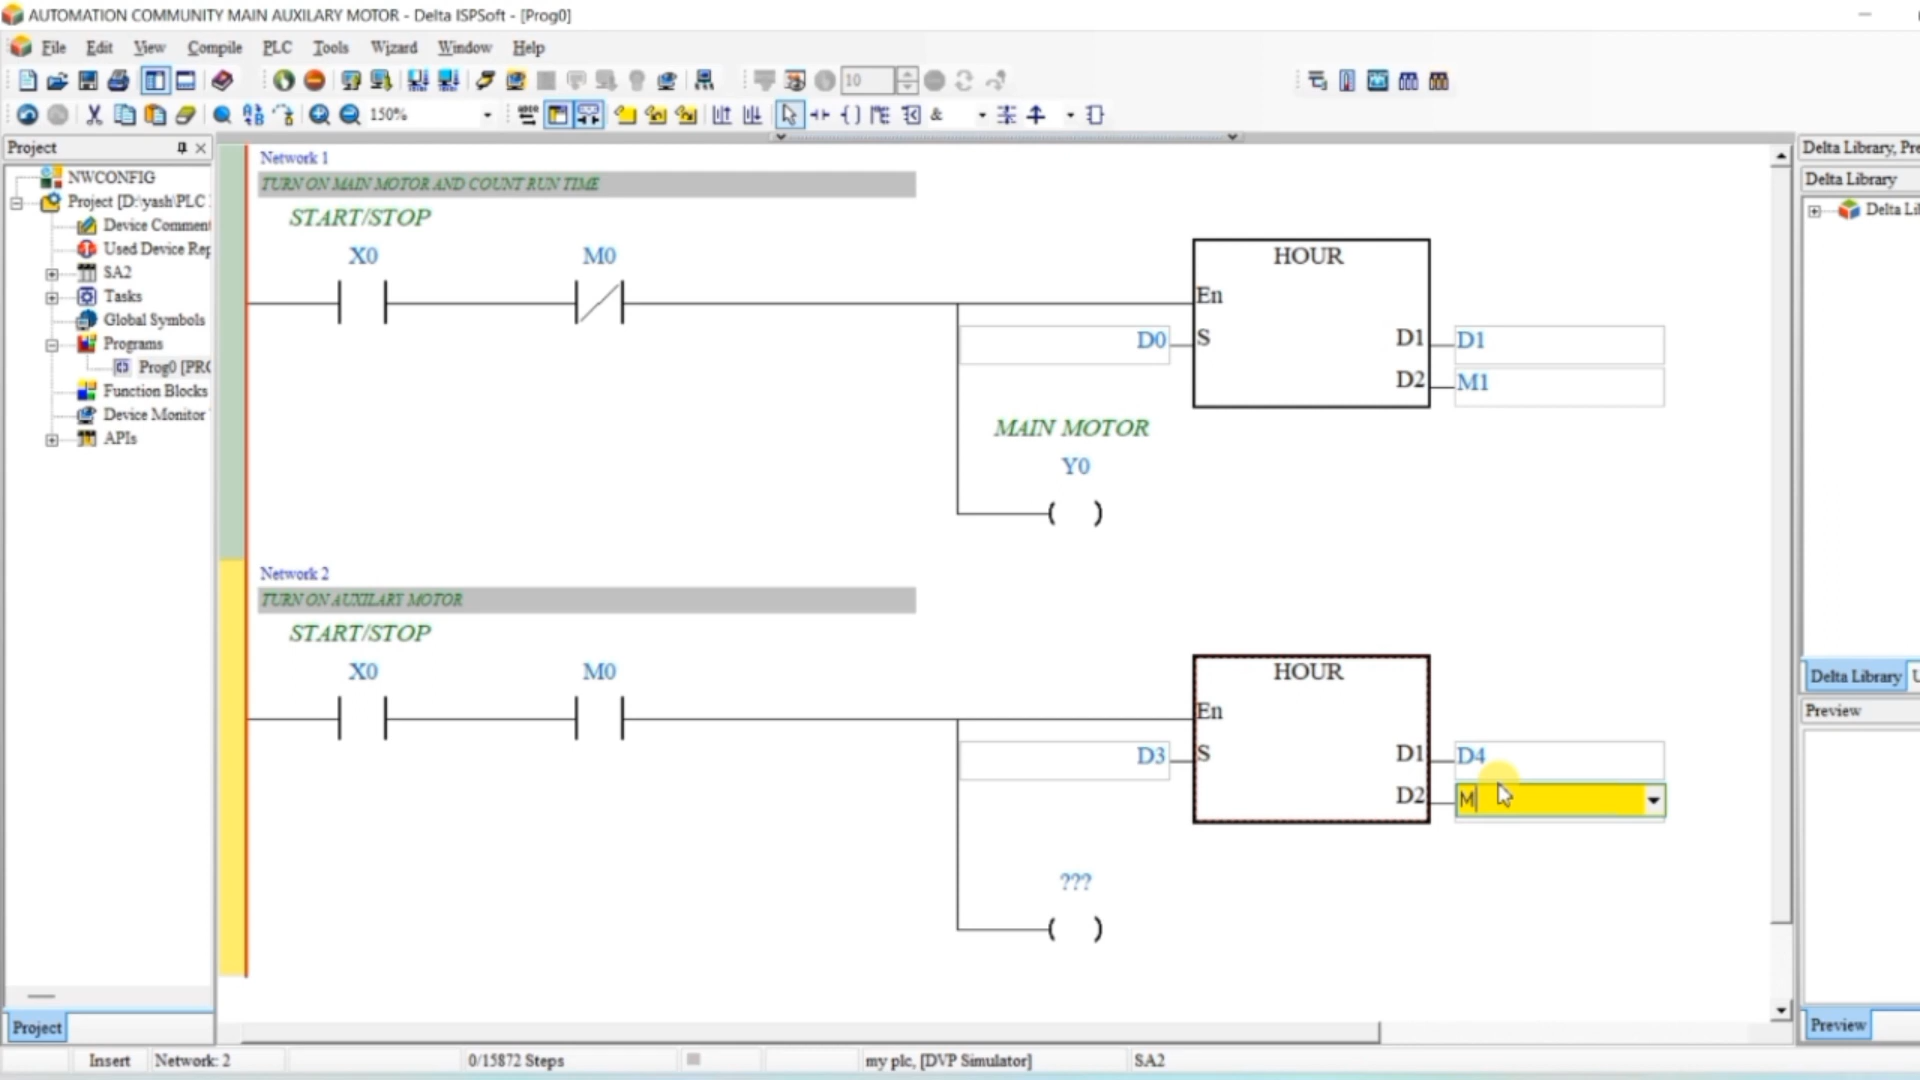 AUTOMATION COMMUNITY MAIN AUXILARY MOTOR - Delta ISPSoft - [Prog0]
File Edit View Compile PLC Tools Wizard Window Help
10
150%
&
Project
NWCONFIG
Project [D:\yash\PLC
Device Comment
Used Device Rep
SA2
Tasks
Global Symbols
Programs
Prog0 [PRO
Function Blocks
Device Monitor
APIs
Project
Network 1
TURN ON MAIN MOTOR AND COUNT RUN TIME
START/STOP
X0 M0 HOUR
En
D0 S D1 D1
D2 M1
MAIN MOTOR
Y0
( )
Network 2
TURN ON AUXILARY MOTOR
START/STOP
X0 M0 HOUR
En
D3 S D1 D4
D2 M
???
( )
Delta Library, Pre
Delta Library
Delta Li
Delta Library
Preview
Preview
Insert Network: 2 0/15872 Steps my plc, [DVP Simulator] SA2